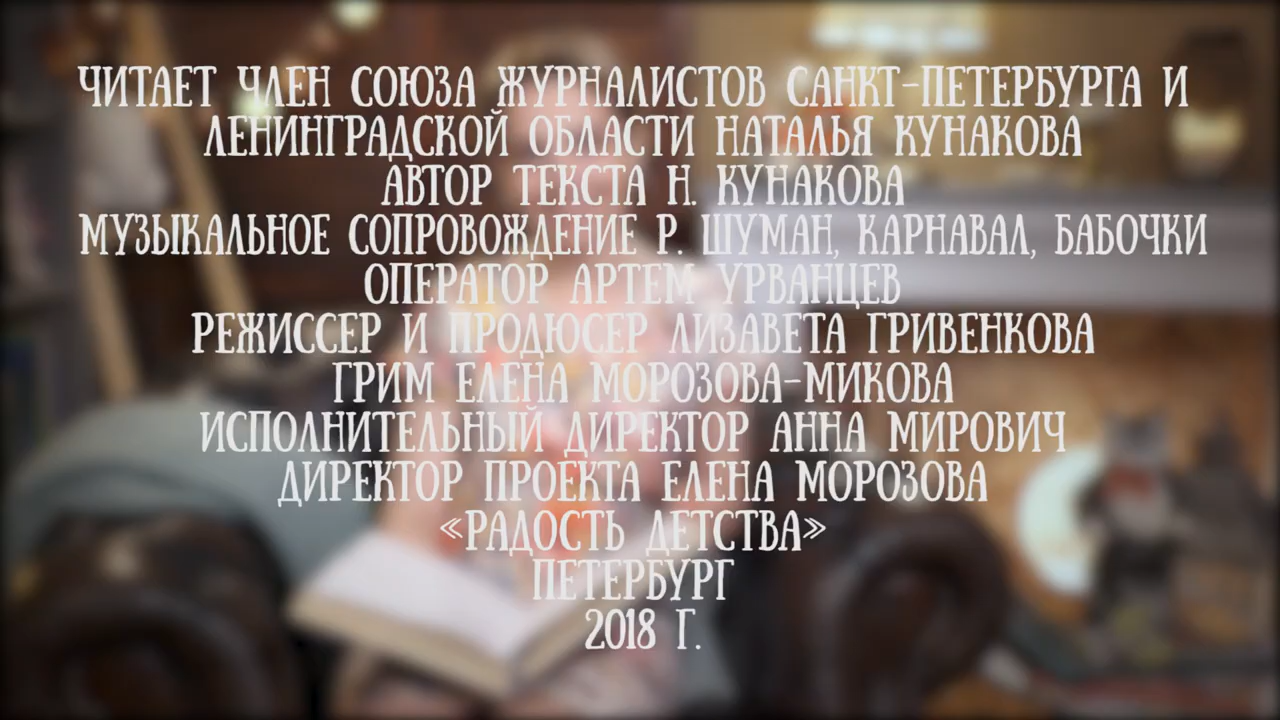 ЧИТАЕТ ЧЛЕН СОЮЗА ЖУРНАЛИСТОВ САНКТ-ПЕТЕРБУРГА И
ЛЕНИНГРАДСКОЙ ОБЛАСТИ НАТАЛЬЯ КУНАКОВА
АВТОР ТЕКСТА Н. КУНАКОВА
МУЗЫКАЛЬНОЕ СОПРОВОЖДЕНИЕ Р. ШУМАН, КАРНАВАЛ, БАБОЧКИ
ОПЕРАТОР АРТЕМ УРВАНЦЕВ
РЕЖИССЕР И ПРОДЮСЕР ЛИЗАВЕТА ГРИВЕНКОВА
ГРИМ ЕЛЕНА МОРОЗОВА-МИКОВА
ИСПОЛНИТЕЛЬНЫЙ ДИРЕКТОР АННА МИРОВИЧ
ДИРЕКТОР ПРОЕКТА ЕЛЕНА МОРОЗОВА
«РАДОСТЬ ДЕТСТВА»
ПЕТЕРБУРГ
2018 Г.